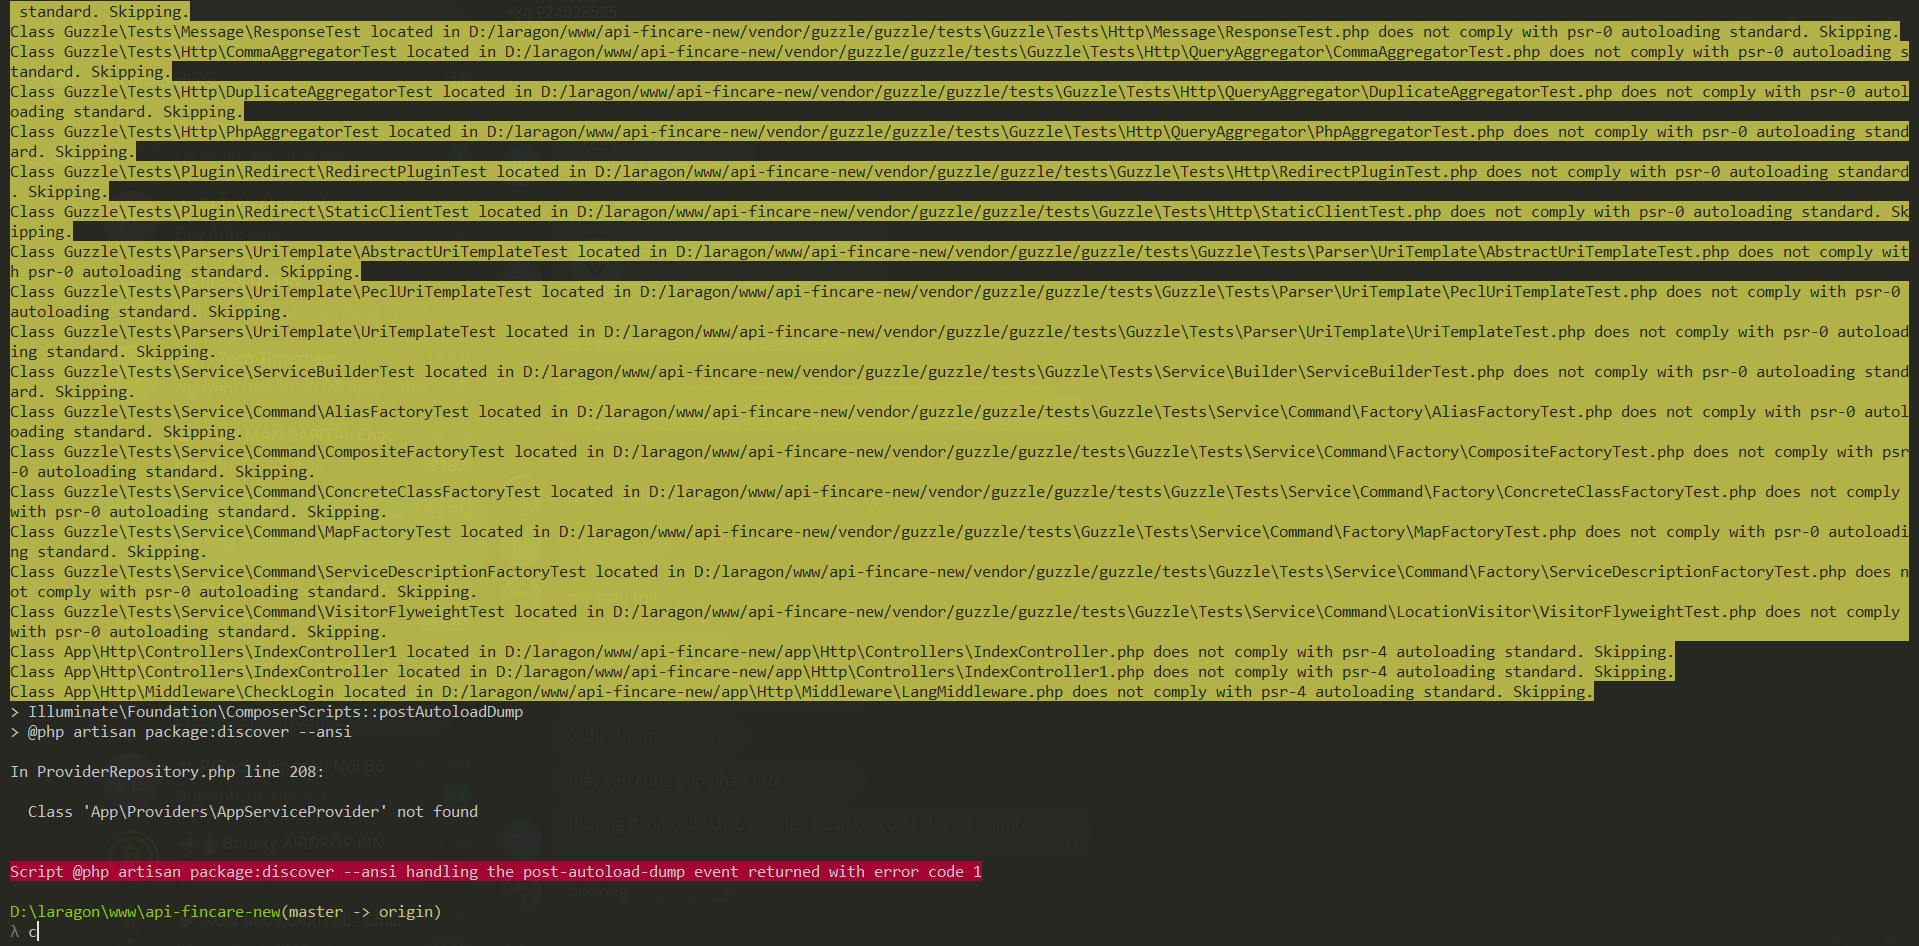 standard. Skipping.
Class Guzzle\Tests\Message\ResponseTest located in D:/laragon/www/api-fincare-new/vendor/guzzle/guzzle/tests\Guzzle\Tests\Http\Message\ResponseTest.php does not comply with psr-0 autoloading standard. Skipping.
Class Guzzle\Tests\Http\CommaAggregatorTest located in D:/laragon/www/api-fincare-new/vendor/guzzle/guzzle/tests\Guzzle\Tests\Http\QueryAggregator\CommaAggregatorTest.php does not comply with psr-0 autoloading s
tandard. Skipping.
Class Guzzle\Tests\Http\DuplicateAggregatorTest located in D:/laragon/www/api-fincare-new/vendor/guzzle/guzzle/tests\Guzzle\Tests\Http\QueryAggregator\DuplicateAggregatorTest.php does not comply with psr-0 autol
oading standard. Skipping.
Class Guzzle\Tests\Http\PhpAggregatorTest located in D:/laragon/www/api-fincare-new/vendor/guzzle/guzzle/tests\Guzzle\Tests\Http\QueryAggregator\PhpAggregatorTest.php does not comply with psr-0 autoloading stand
ard. Skipping.
Class Guzzle\Tests\Plugin\Redirect\RedirectPluginTest located in D:/laragon/www/api-fincare-new/vendor/guzzle/guzzle/tests\Guzzle\Tests\Http\RedirectPluginTest.php does not comply with psr-0 autoloading standard
. Skipping.
Class Guzzle\Tests\Plugin\Redirect\StaticClientTest located in D:/laragon/www/api-fincare-new/vendor/guzzle/guzzle/tests\Guzzle\Tests\Http\StaticClientTest.php does not comply with psr-0 autoloading standard. Sk
ipping.
Class Guzzle\Tests\Parsers\UriTemplate\AbstractUriTemplateTest located in D:/laragon/www/api-fincare-new/vendor/guzzle/guzzle/tests\Guzzle\Tests\Parser\UriTemplate\AbstractUriTemplateTest.php does not comply wit
h psr-0 autoloading standard. Skipping.
Class Guzzle\Tests\Parsers\UriTemplate\PeclUriTemplateTest located in D:/laragon/www/api-fincare-new/vendor/guzzle/guzzle/tests\Guzzle\Tests\Parser\UriTemplate\PeclUriTemplateTest.php does not comply with psr-0
autoloading standard. Skipping.
Class Guzzle\Tests\Parsers\UriTemplate\UriTemplateTest located in D:/laragon/www/api-fincare-new/vendor/guzzle/guzzle/tests\Guzzle\Tests\Parser\UriTemplate\UriTemplateTest.php does not comply with psr-0 autoload
ing standard. Skipping.
Class Guzzle\Tests\Service\ServiceBuilderTest located in D:/laragon/www/api-fincare-new/vendor/guzzle/guzzle/tests\Guzzle\Tests\Service\Builder\ServiceBuilderTest.php does not comply with psr-0 autoloading stand
ard. Skipping.
Class Guzzle\Tests\Service\Command\AliasFactoryTest located in D:/laragon/www/api-fincare-new/vendor/guzzle/guzzle/tests\Guzzle\Tests\Service\Command\Factory\AliasFactoryTest.php does not comply with psr-0 autol
oading standard. Skipping.
Class Guzzle\Tests\Service\Command\CompositeFactoryTest located in D:/laragon/www/api-fincare-new/vendor/guzzle/guzzle/tests\Guzzle\Tests\Service\Command\Factory\CompositeFactoryTest.php does not comply with psr
-0 autoloading standard. Skipping.
Class Guzzle\Tests\Service\Command\ConcreteClassFactoryTest located in D:/laragon/www/api-fincare-new/vendor/guzzle/guzzle/tests\Guzzle\Tests\Service\Command\Factory\ConcreteClassFactoryTest.php does not comply
with psr-0 autoloading standard. Skipping.
Class Guzzle\Tests\Service\Command\MapFactoryTest located in D:/laragon/www/api-fincare-new/vendor/guzzle/guzzle/tests\Guzzle\Tests\Service\Command\Factory\MapFactoryTest.php does not comply with psr-0 autoloadi
ng standard. Skipping.
Class Guzzle\Tests\Service\Command\ServiceDescriptionFactoryTest located in D:/laragon/www/api-fincare-new/vendor/guzzle/guzzle/tests\Guzzle\Tests\Service\Command\Factory\ServiceDescriptionFactoryTest.php does n
ot comply with psr-0 autoloading standard. Skipping.
Class Guzzle\Tests\Service\Command\VisitorFlyweightTest located in D:/laragon/www/api-fincare-new/vendor/guzzle/guzzle/tests\Guzzle\Tests\Service\Command\LocationVisitor\VisitorFlyweightTest.php does not comply
with psr-0 autoloading standard. Skipping.
Class App\Http\Controllers\IndexController1 located in D:/laragon/www/api-fincare-new/app\Http\Controllers\IndexController.php does not comply with psr-4 autoloading standard. Skipping.
Class App\Http\Controllers\IndexController located in D:/laragon/www/api-fincare-new/app\Http\Controllers\IndexController1.php does not comply with psr-4 autoloading standard. Skipping.
Class App\Http\Middleware\CheckLogin located in D:/laragon/www/api-fincare-new/app\Http\Middleware\LangMiddleware.php does not comply with psr-4 autoloading standard. Skipping.
> Illuminate\Foundation\ComposerScripts::postAutoloadDump
> @php artisan package:discover --ansi
In ProviderRepository.php line 208:
Class 'App\Providers\AppServiceProvider' not found
Script @php artisan package:discover --ansi handling the post-autoload-dump event returned with error code 1
D:\laragon\www\api-fincare-new(master -> origin)
λ c